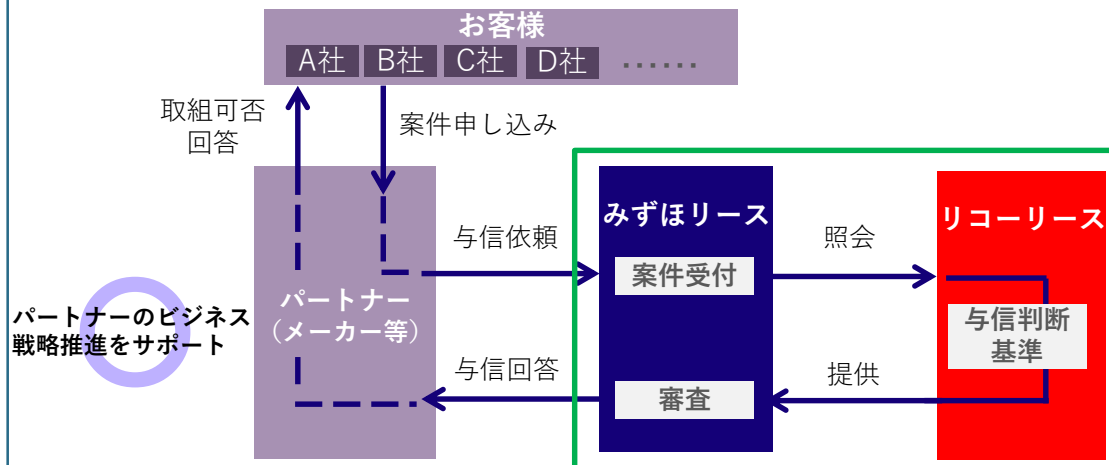 お客様
A社 B社 C社 D社 ……
取組可否
回答
案件申し込み
みずほリース
リコーリース
与信依頼
照会
案件受付
パートナー
（メーカー等）
パートナーのビジネス
戦略推進をサポート
与信判断
基準
与信回答
提供
審査